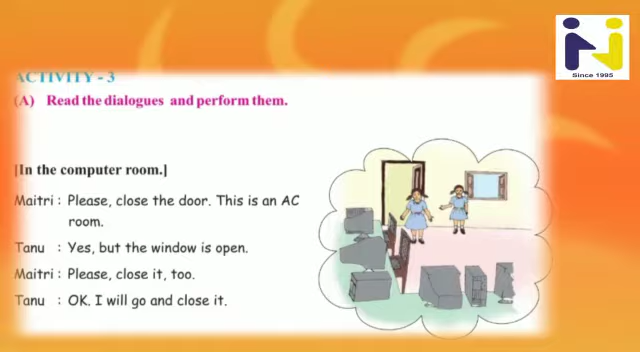 Since 1995
ACTIVITY - 3
(A) Read the dialogues and perform them.
[In the computer room.]
Maitri : Please, close the door. This is an AC
room.
Tanu : Yes, but the window is open.
Maitri : Please, close it, too.
Tanu : OK. I will go and close it.